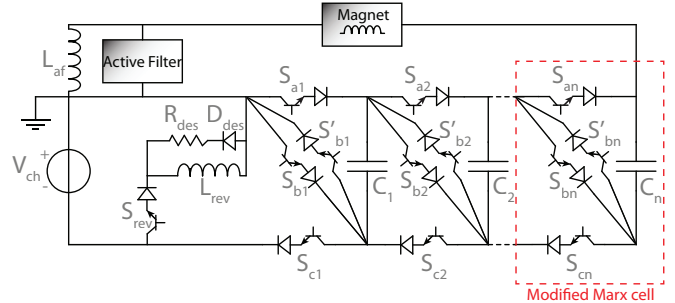 Magnet
L_af
Active Filter
S_a1
S_a2
S_an
R_des
D_des
S'_b1
S'_b2
S'_bn
V_ch
+
-
L_rev
S_b1
C_1
S_b2
C_2
S_bn
C_n
S_rev
S_c1
S_c2
S_cn
Modified Marx cell